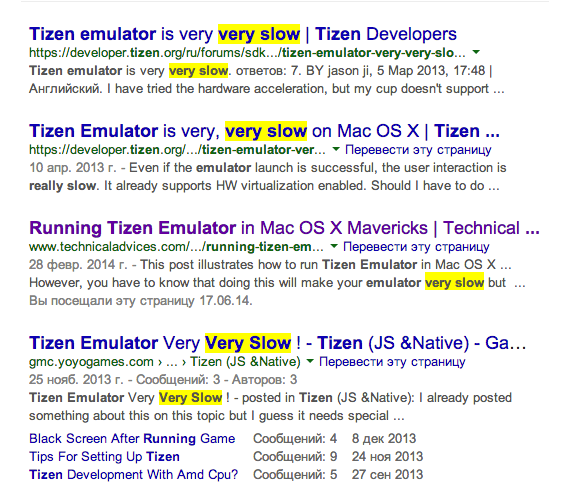 Tizen emulator is very very slow | Tizen Developers
https://developer.tizen.org/ru/forums/sdk.../tizen-emulator-very-very-slo...
Tizen emulator is very very slow. ответов: 7. BY jason ji, 5 Мар 2013, 17:48 |
Английский. I have tried the hardware acceleration, but my cup doesn't support ...
Tizen Emulator is very, very slow on Mac OS X | Tizen ...
https://developer.tizen.org/.../tizen-emulator-ver... Перевести эту страницу
10 апр. 2013 г. - Even if the emulator launch is successful, the user interaction is
really slow. It already supports HW virtualization enabled. Should I have to do ...
Running Tizen Emulator in Mac OS X Mavericks | Technical ...
www.technicaladvices.com/.../running-tizen-em... Перевести эту страницу
28 февр. 2014 г. - This post illustrates how to run Tizen Emulator in Mac OS X ...
However, you have to know that doing this will make your emulator very slow but ...
Вы посещали эту страницу 17.06.14.
Tizen Emulator Very Very Slow ! - Tizen (JS &Native) - Ga...
gmc.yoyogames.com › ... › Tizen (JS &Native) Перевести эту страницу
25 нояб. 2013 г. - Сообщений: 3 - Авторов: 3
Tizen Emulator Very Very Slow ! - posted in Tizen (JS &Native): I already posted
something about this on this topic but I guess it needs special ...
Black Screen After Running Game Сообщений: 4 8 дек 2013
Tips For Setting Up Tizen Сообщений: 9 24 ноя 2013
Tizen Development With Amd Cpu? Сообщений: 5 27 сен 2013